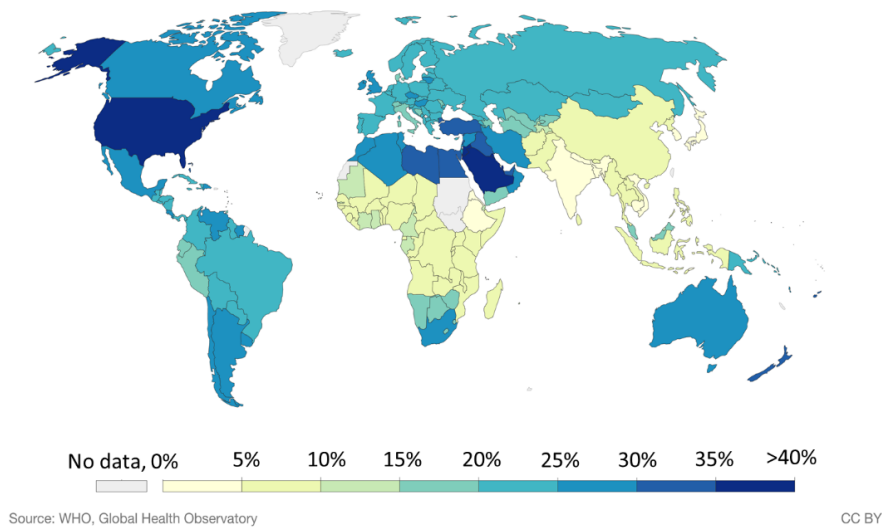 No data, 0% 5% 10% 15% 20% 25% 30% 35% >40%
Source: WHO, Global Health Observatory CC BY